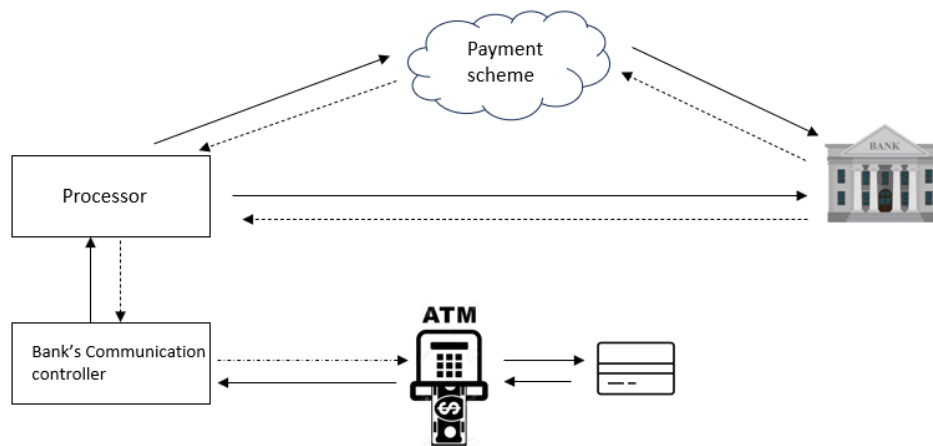 Payment
scheme
BANK
Processor
ATM
Bank's Communication
controller
$